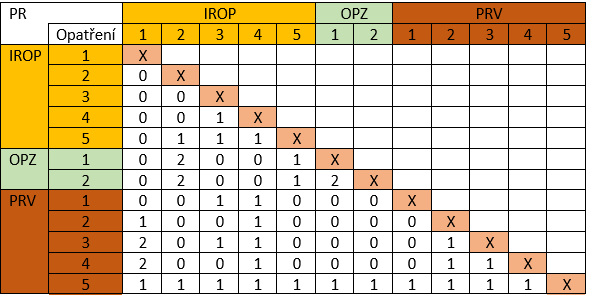 PR IROP OPZ PRV
Opatření 1 2 3 4 5 1 2 1 2 3 4 5
IROP 1 X
2 0 X
3 0 0 X
4 0 0 1 X
5 0 1 1 1 X
OPZ 1 0 2 0 0 1 X
2 0 2 0 0 1 2 X
PRV 1 0 0 1 1 0 0 0 X
2 1 0 0 1 0 0 0 0 X
3 2 0 1 1 0 0 0 0 1 X
4 2 0 0 1 0 0 0 0 1 1 X
5 1 1 1 1 1 1 1 1 1 1 1 X